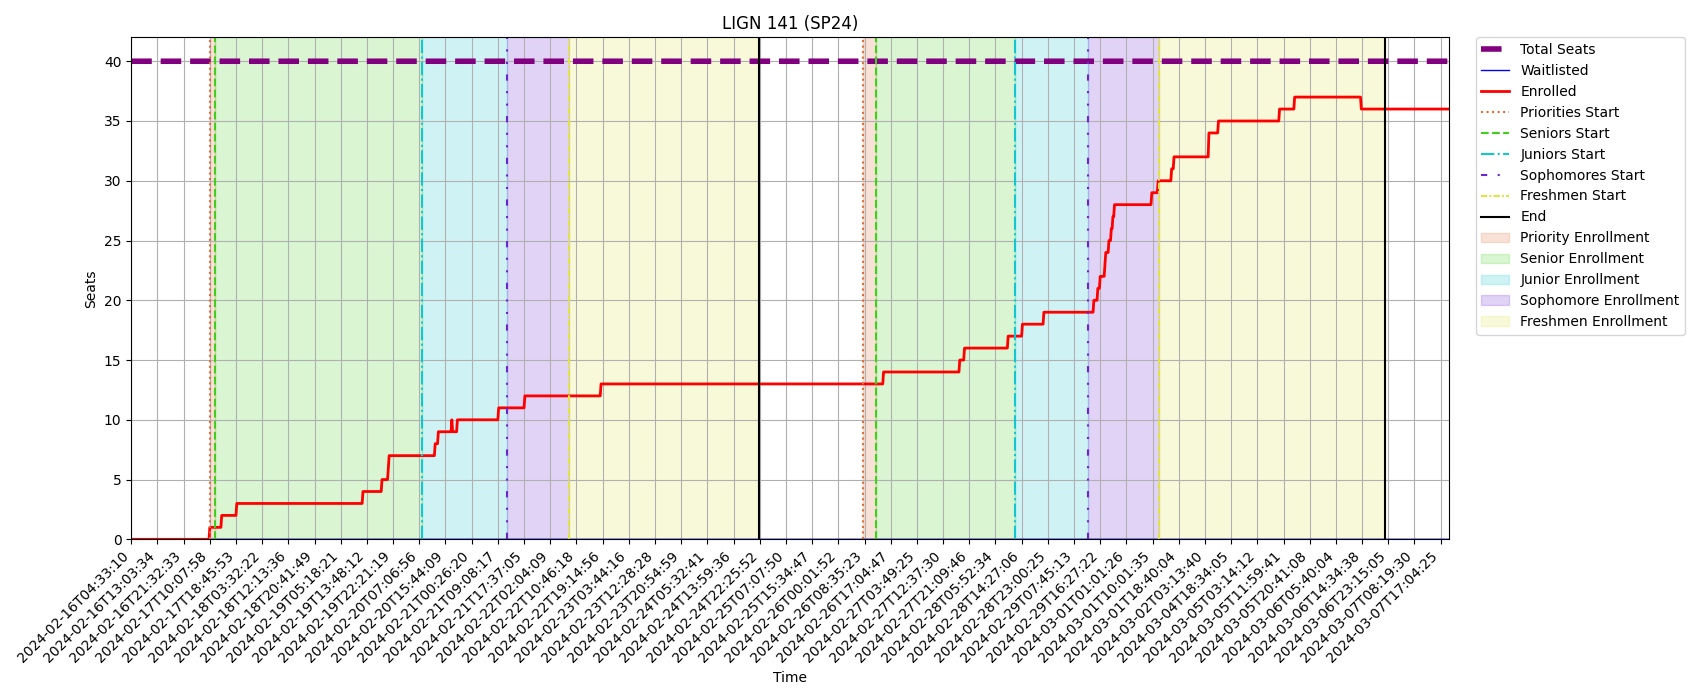 LIGN 141 (SP24)
Seats
40
35
30
25
20
15
10
5
0
2024-02-16T04:33:10
2024-02-16T13:03:34
2024-02-16T21:32:33
2024-02-17T10:07:58
2024-02-17T18:45:53
2024-02-18T03:32:22
2024-02-18T12:13:36
2024-02-18T20:41:49
2024-02-19T05:18:21
2024-02-19T13:48:12
2024-02-19T22:21:19
2024-02-20T07:06:56
2024-02-20T15:44:09
2024-02-21T00:26:20
2024-02-21T09:08:17
2024-02-21T17:37:05
2024-02-22T02:04:09
2024-02-22T10:46:18
2024-02-22T19:14:56
2024-02-23T03:44:16
2024-02-23T12:28:28
2024-02-23T20:54:59
2024-02-24T05:32:41
2024-02-24T13:59:36
2024-02-24T22:25:52
2024-02-25T07:07:50
2024-02-25T15:34:47
2024-02-26T00:01:52
2024-02-26T08:35:23
2024-02-26T17:04:47
2024-02-27T03:49:25
2024-02-27T12:37:30
2024-02-27T21:09:46
2024-02-28T05:52:34
2024-02-28T14:27:06
2024-02-28T23:00:25
2024-02-29T07:45:13
2024-02-29T16:27:22
2024-03-01T01:01:26
2024-03-01T10:01:35
2024-03-01T18:40:04
2024-03-02T03:13:40
2024-03-04T18:34:05
2024-03-05T03:14:12
2024-03-05T11:59:41
2024-03-05T20:41:08
2024-03-06T05:40:04
2024-03-06T14:34:38
2024-03-06T23:15:05
2024-03-07T08:19:30
2024-03-07T17:04:25
Time
Total Seats
Waitlisted
Enrolled
Priorities Start
Seniors Start
Juniors Start
Sophomores Start
Freshmen Start
End
Priority Enrollment
Senior Enrollment
Junior Enrollment
Sophomore Enrollment
Freshmen Enrollment